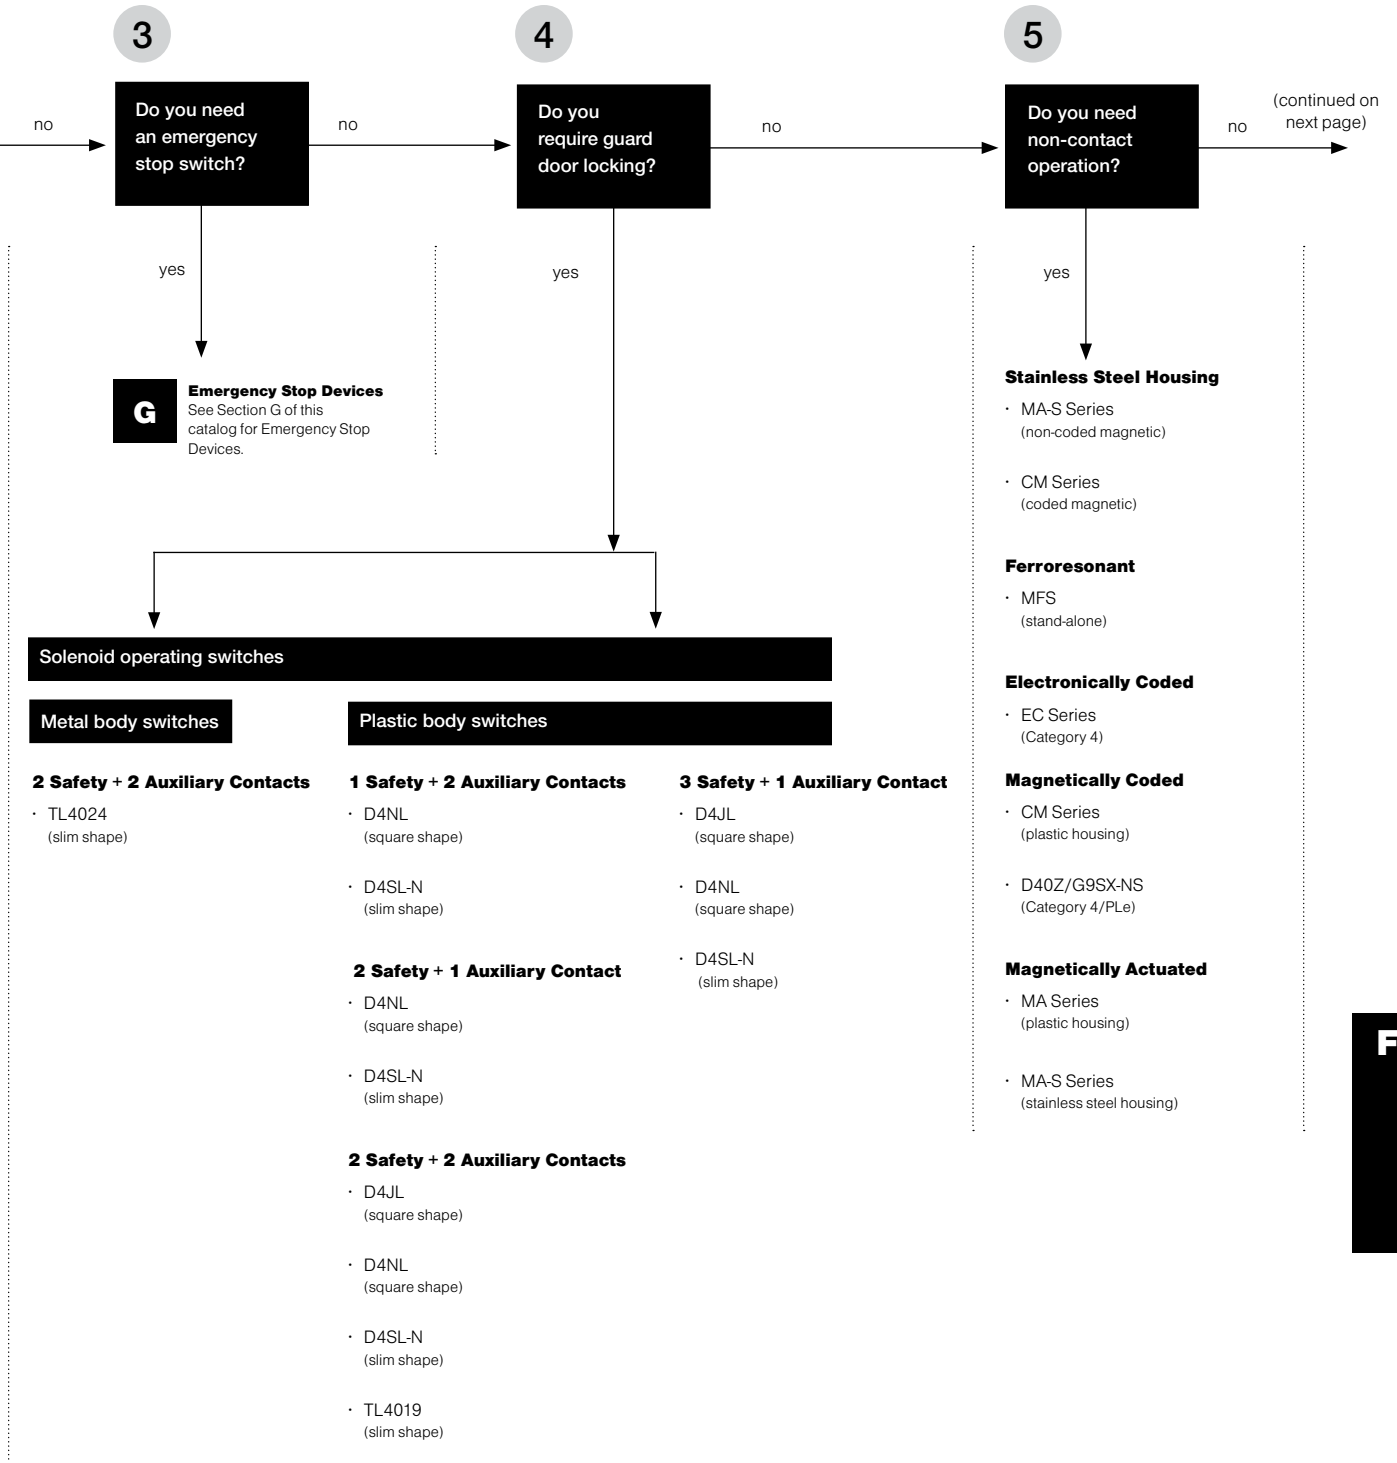 3
4
5
no
Do you need
an emergency
stop switch?
no
Do you
require guard
door locking?
no
Do you need
non-contact
operation?
no
(continued on
next page)
yes
yes
yes
G
Emergency Stop Devices
See Section G of this
catalog for Emergency Stop
Devices.
Solenoid operating switches
Metal body switches
Plastic body switches
2 Safety + 2 Auxiliary Contacts
· TL4024
(slim shape)
1 Safety + 2 Auxiliary Contacts
· D4NL
(square shape)
· D4SL-N
(slim shape)
2 Safety + 1 Auxiliary Contact
· D4NL
(square shape)
· D4SL-N
(slim shape)
2 Safety + 2 Auxiliary Contacts
· D4JL
(square shape)
· D4NL
(square shape)
· D4SL-N
(slim shape)
· TL4019
(slim shape)
3 Safety + 1 Auxiliary Contact
· D4JL
(square shape)
· D4NL
(square shape)
· D4SL-N
(slim shape)
Stainless Steel Housing
· MA-S Series
(non-coded magnetic)
· CM Series
(coded magnetic)
Ferroresonant
· MFS
(stand-alone)
Electronically Coded
· EC Series
(Category 4)
Magnetically Coded
· CM Series
(plastic housing)
· D40Z/G9SX-NS
(Category 4/PLe)
Magnetically Actuated
· MA Series
(plastic housing)
· MA-S Series
(stainless steel housing)
F